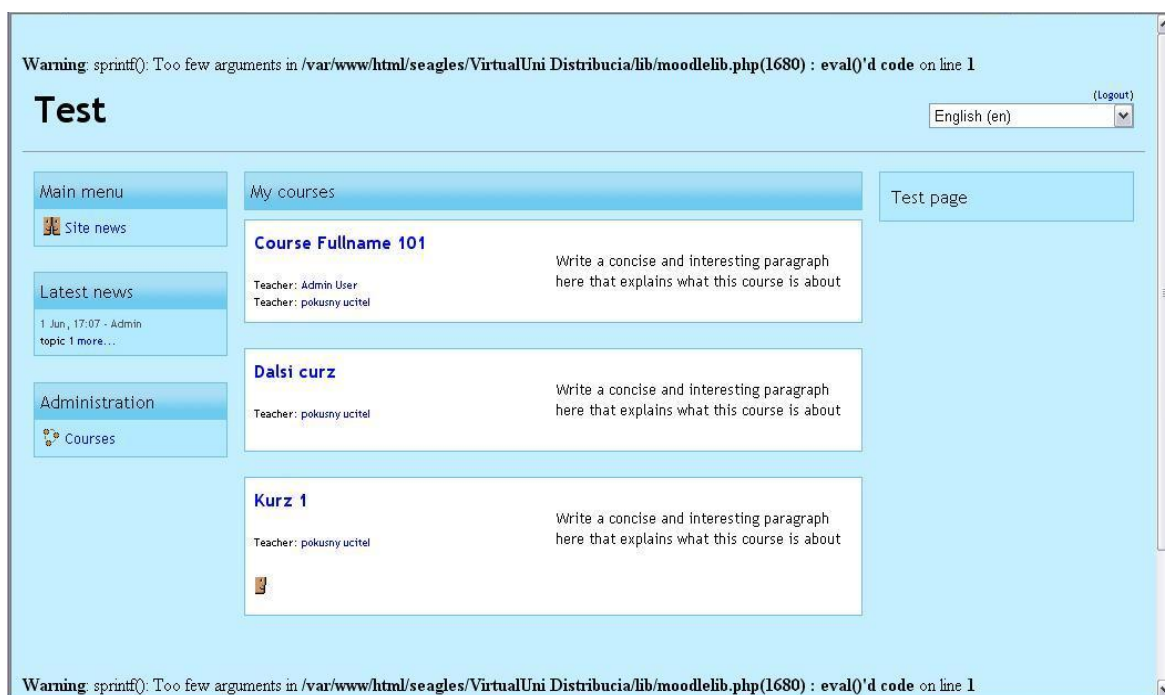 Warning: sprintf(): Too few arguments in /var/www/html/seagles/VirtualUni Distribucia/lib/moodlelib.php(1680) : eval()'d code on line 1
Test
(Logout)
English (en)
Main menu
Site news
Latest news
1 Jun, 17:07 - Admin
topic 1 more...
Administration
Courses
My courses
Course Fullname 101
Teacher: Admin User
Teacher: pokusny ucitel
Write a concise and interesting paragraph
here that explains what this course is about
Dalsi curz
Teacher: pokusny ucitel
Write a concise and interesting paragraph
here that explains what this course is about
Kurz 1
Teacher: pokusny ucitel
Write a concise and interesting paragraph
here that explains what this course is about
Test page
Warning: sprintf(): Too few arguments in /var/www/html/seagles/VirtualUni Distribucia/lib/moodlelib.php(1680) : eval()'d code on line 1